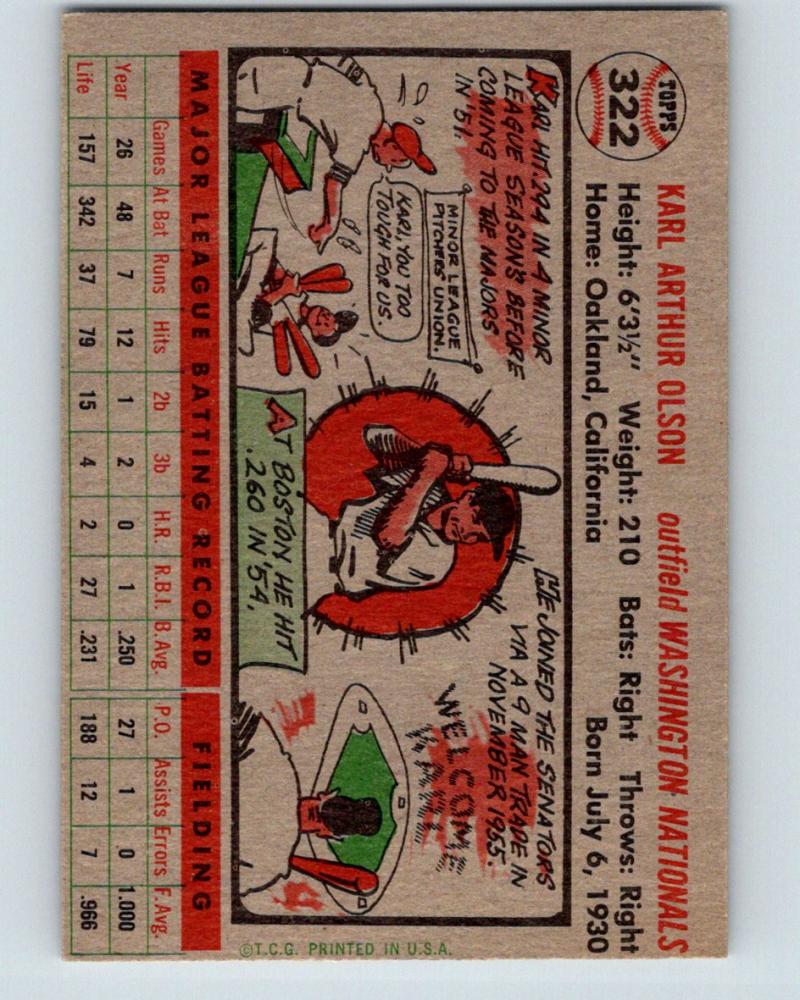 TOPPS
322
KARL ARTHUR OLSON outfield WASHINGTON NATIONALS
Height: 6'3½" Weight: 210 Bats: Right Throws: Right
Home: Oakland, California Born July 6, 1930
KARL HIT .294 IN 4 MINOR
LEAGUE SEASON'S BEFORE
COMING TO THE MAJORS
IN '51.
MINOR LEAGUE
PITCHERS' UNION.
KARL, YOU TOO
TOUGH FOR US.
AT BOSTON HE HIT
.260 IN '54.
HE JOINED THE SENATORS
VIA A 9 MAN TRADE IN
NOVEMBER 1955
WELCOME
KARL
MAJOR LEAGUE BATTING RECORD FIELDING
Games At Bat Runs Hits 2b 3b H.R. R.B.I. B.Avg. P.O. Assists Errors F.Avg.
Year 26 48 7 12 1 2 0 1 .250 27 1 0 1.000
Life 157 342 37 79 15 4 2 27 .231 188 12 7 .966
©T.C.G. PRINTED IN U.S.A.